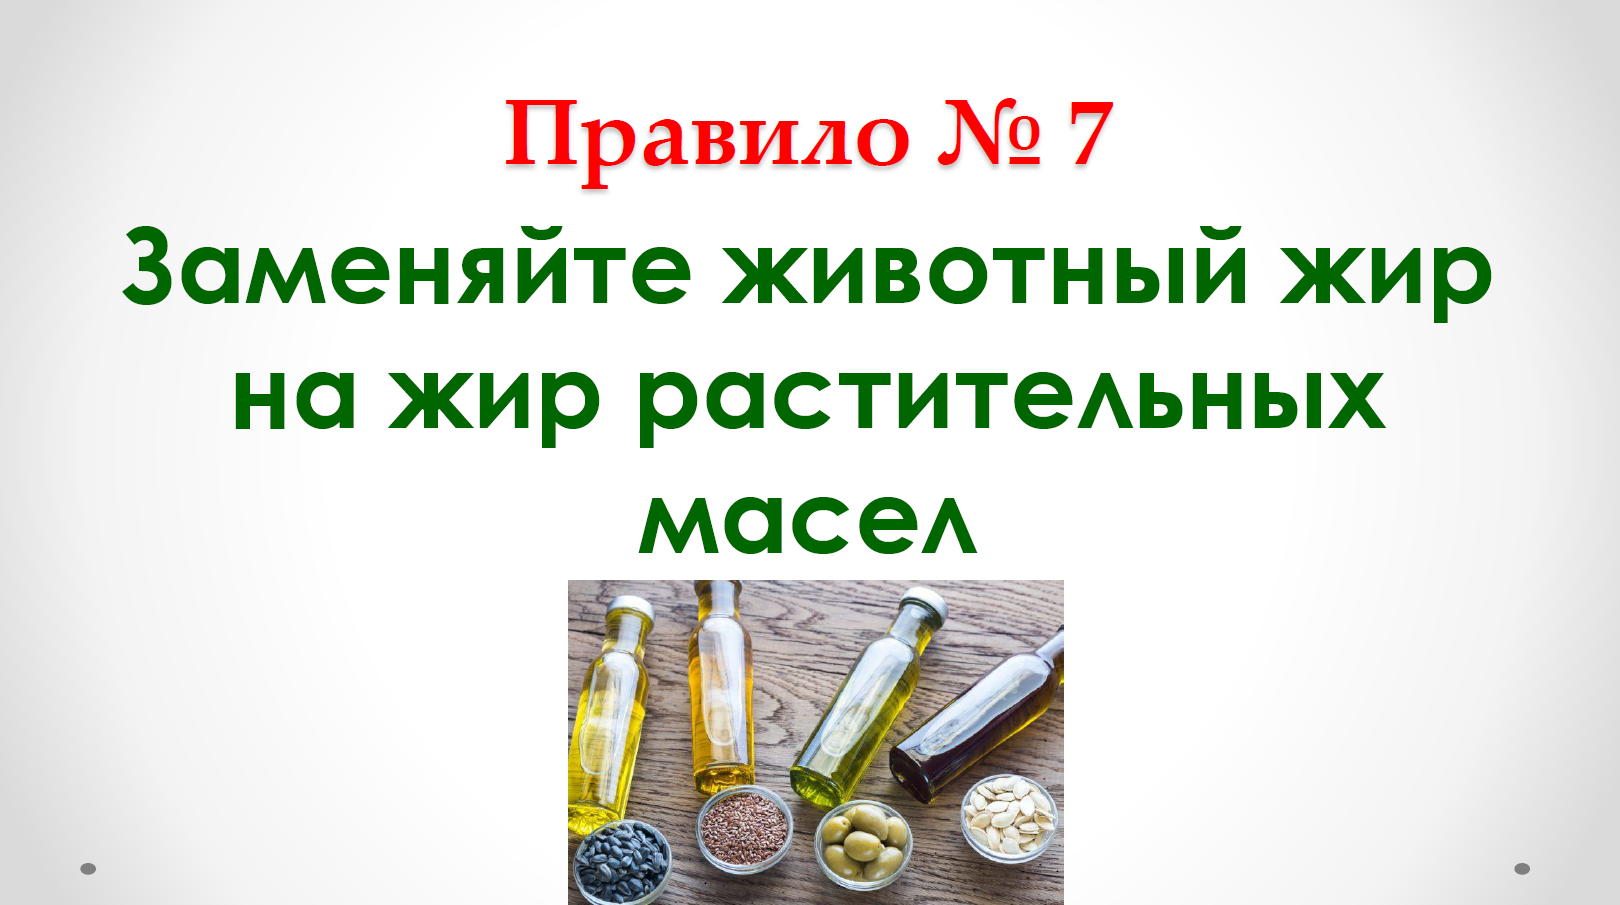 Правило № 7
Заменяйте животный жир
на жир растительных
масел